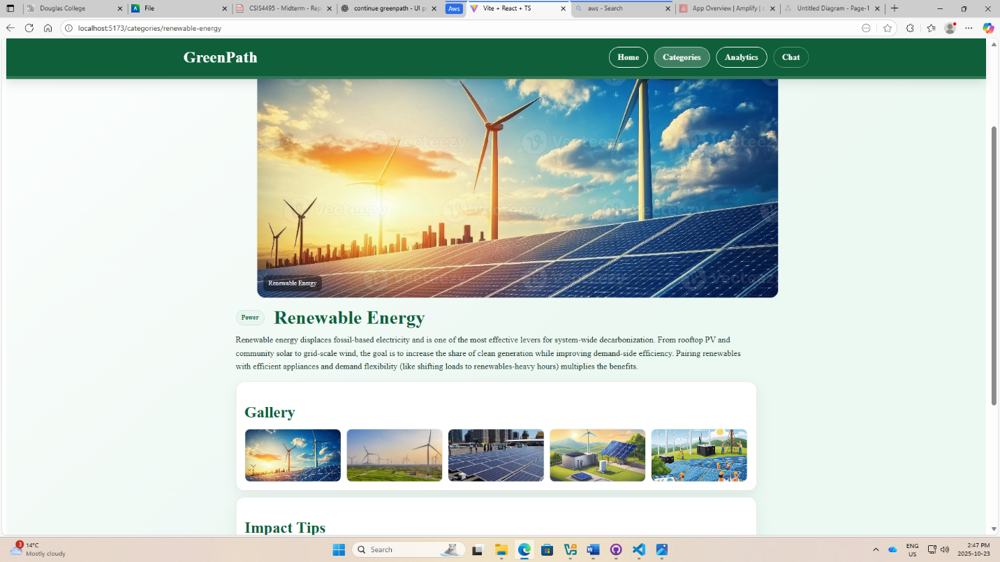 Douglas College
File
CSIS4495 - Midterm - Rep
continue greenpath - UI p
Aws
Vite + React + TS
aws - Search
App Overview | Amplify | c
Untitled Diagram - Page-1
localhost:5173/categories/renewable-energy
GreenPath
Home
Categories
Analytics
Chat
Vecteezy
Vecteezy
Vecteezy
Vecteezy
Renewable Energy
Power
Renewable Energy
Renewable energy displaces fossil-based electricity and is one of the most effective levers for system-wide decarbonization. From rooftop PV and
community solar to grid-scale wind, the goal is to increase the share of clean generation while improving demand-side efficiency. Pairing renewables
with efficient appliances and demand flexibility (like shifting loads to renewables-heavy hours) multiplies the benefits.
Gallery
Impact Tips
3
14°C
Mostly cloudy
Search
ENG
US
2:47 PM
2025-10-23